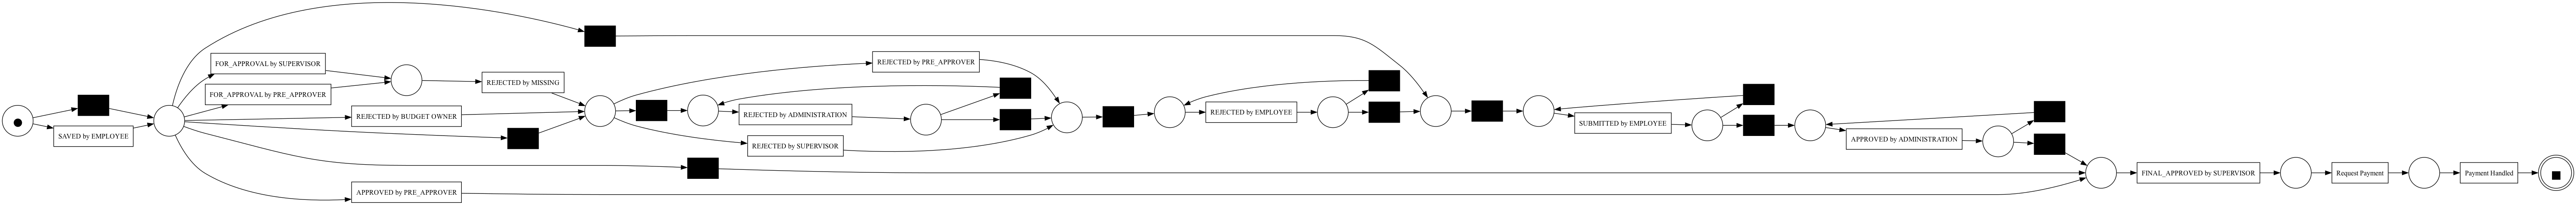 SAVED by EMPLOYEE
FOR_APPROVAL by SUPERVISOR
FOR_APPROVAL by PRE_APPROVER
REJECTED by BUDGET OWNER
APPROVED by PRE_APPROVER
REJECTED by MISSING
REJECTED by PRE_APPROVER
REJECTED by ADMINISTRATION
REJECTED by SUPERVISOR
REJECTED by EMPLOYEE
SUBMITTED by EMPLOYEE
APPROVED by ADMINISTRATION
FINAL_APPROVED by SUPERVISOR
Request Payment
Payment Handled